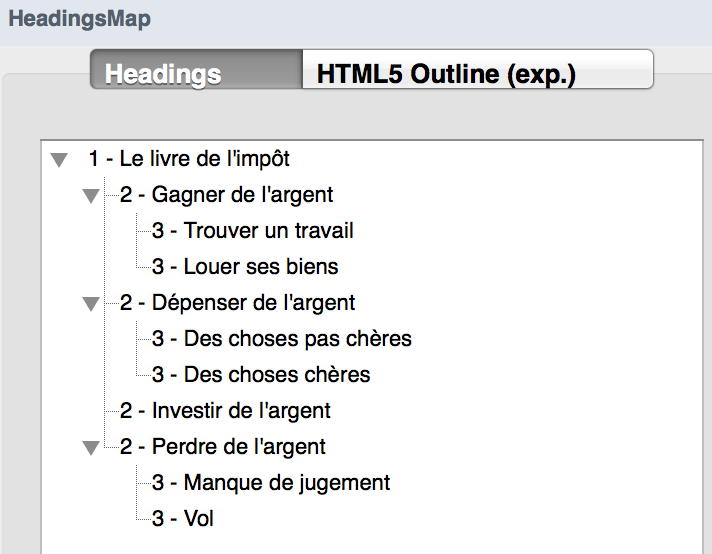 HeadingsMap
Headings
HTML5 Outline (exp.)
1 - Le livre de l'impôt
2 - Gagner de l'argent
3 - Trouver un travail
3 - Louer ses biens
2 - Dépenser de l'argent
3 - Des choses pas chères
3 - Des choses chères
2 - Investir de l'argent
2 - Perdre de l'argent
3 - Manque de jugement
3 - Vol